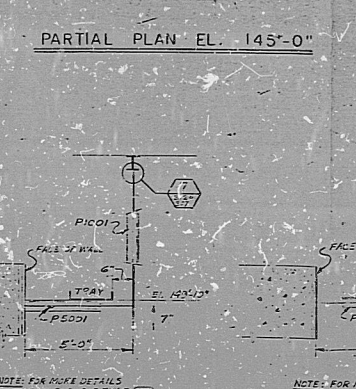 PARTIAL PLAN EL. 145'-0"
P1001
FACE OF WALL
FACE
6"
TRAY
EL. 143'-10"
P5001
7"
5'-0"
NOTE: FOR MORE DETAILS
NOTE: FOR